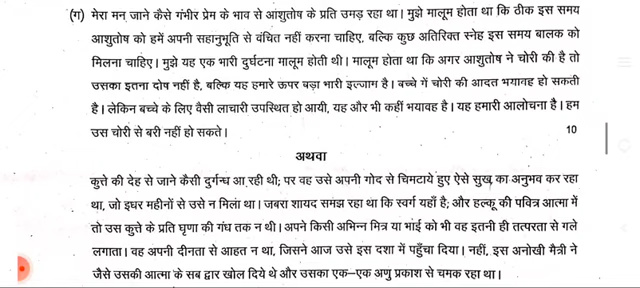 (ग) मेरा मन जाने कैसे गंभीर प्रेम के भाव से आशुतोष के प्रति उमड़ रहा था। मुझे मालूम होता था कि ठीक इस समय
आशुतोष को हमें अपनी सहानुभूति से वंचित नहीं करना चाहिए, बल्कि कुछ अतिरिक्त स्नेह इस समय बालक को
मिलना चाहिए। मुझे यह एक भारी दुर्घटना मालूम होती थी। मालूम होता था कि अगर आशुतोष ने चोरी की है तो
उसका इतना दोष नहीं है, बल्कि यह हमारे ऊपर बड़ा भारी इल्जाम है। बच्चे में चोरी की आदत भयावह हो सकती
है। लेकिन बच्चे के लिए वैसी लाचारी उपस्थित हो आयी, यह और भी कहीं भयावह है। यह हमारी आलोचना है। हम
उस चोरी से बरी नहीं हो सकते। 10
अथवा
कुत्ते की देह से जाने कैसी दुर्गन्ध आ रही थी; पर वह उसे अपनी गोद से चिमटाये हुए ऐसे सुख का अनुभव कर रहा
था, जो इधर महीनों से उसे न मिला था। जबरा शायद समझ रहा था कि स्वर्ग यहाँ है; और हल्कू की पवित्र आत्मा में
तो उस कुत्ते के प्रति घृणा की गंध तक न थी। अपने किसी अभिन्न मित्र या भाई को भी वह इतनी ही तत्परता से गले
लगाता। वह अपनी दीनता से आहत न था, जिसने आज उसे इस दशा में पहुँचा दिया। नहीं, इस अनोखी मैत्री ने
जैसे उसकी आत्मा के सब द्वार खोल दिये थे और उसका एक–एक अणु प्रकाश से चमक रहा था।